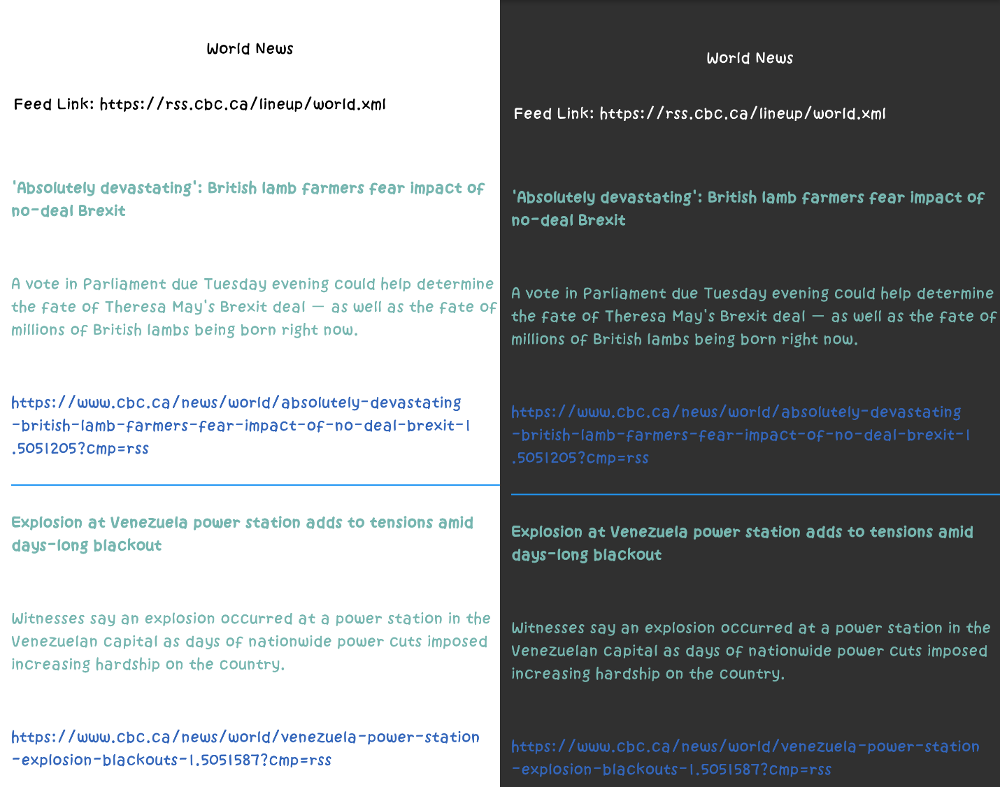 World News
Feed Link: https://rss.cbc.ca/lineup/world.xml
'Absolutely devastating': British lamb farmers fear impact of
no-deal Brexit
A vote in Parliament due Tuesday evening could help determine
the fate of Theresa May's Brexit deal — as well as the fate of
millions of British lambs being born right now.
https://www.cbc.ca/news/world/absolutely-devastating
-british-lamb-farmers-fear-impact-of-no-deal-brexit-1
.5051205?cmp=rss
Explosion at Venezuela power station adds to tensions amid
days-long blackout
Witnesses say an explosion occurred at a power station in the
Venezuelan capital as days of nationwide power cuts imposed
increasing hardship on the country.
https://www.cbc.ca/news/world/venezuela-power-station
-explosion-blackouts-1.5051587?cmp=rss
World News
Feed Link: https://rss.cbc.ca/lineup/world.xml
'Absolutely devastating': British lamb farmers fear impact of
no-deal Brexit
A vote in Parliament due Tuesday evening could help determine
the fate of Theresa May's Brexit deal — as well as the fate of
millions of British lambs being born right now.
https://www.cbc.ca/news/world/absolutely-devastating
-british-lamb-farmers-fear-impact-of-no-deal-brexit-1
.5051205?cmp=rss
Explosion at Venezuela power station adds to tensions amid
days-long blackout
Witnesses say an explosion occurred at a power station in the
Venezuelan capital as days of nationwide power cuts imposed
increasing hardship on the country.
https://www.cbc.ca/news/world/venezuela-power-station
-explosion-blackouts-1.5051587?cmp=rss